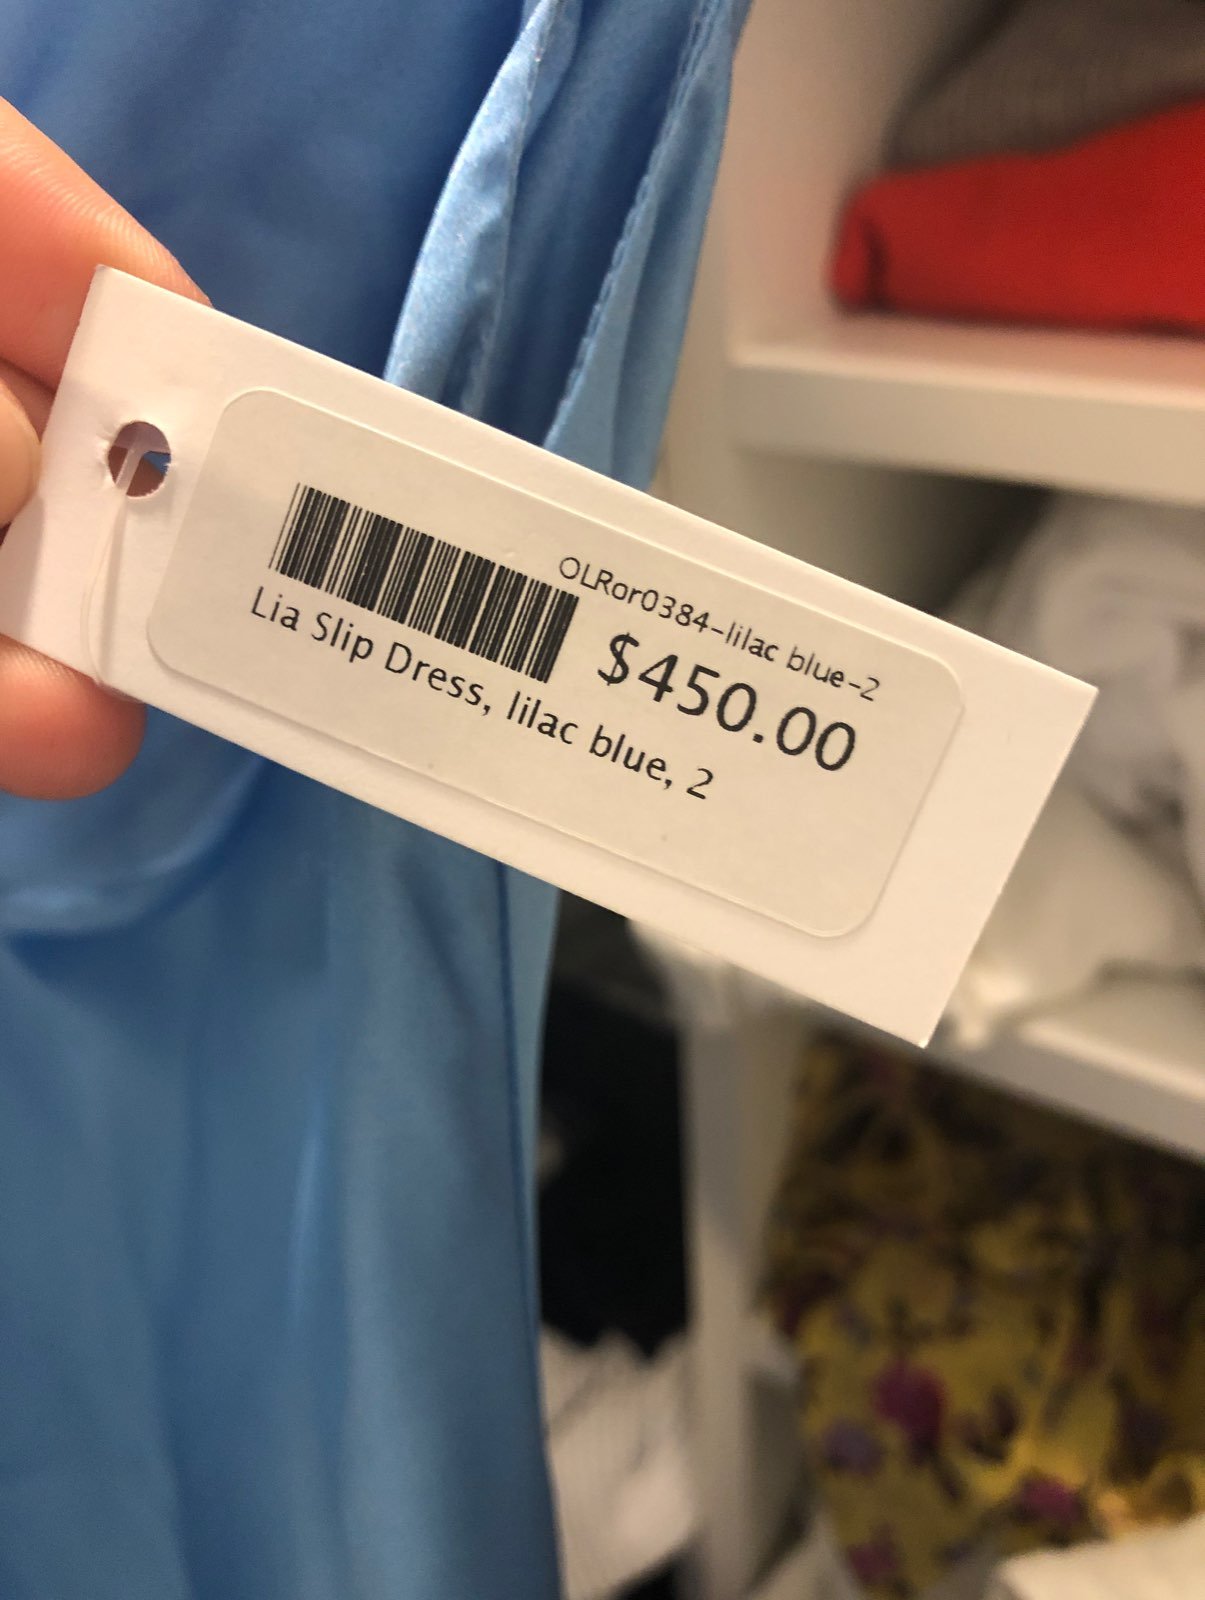 OLRor0384-lilac blue-2
$450.00
Lia Slip Dress, lilac blue, 2